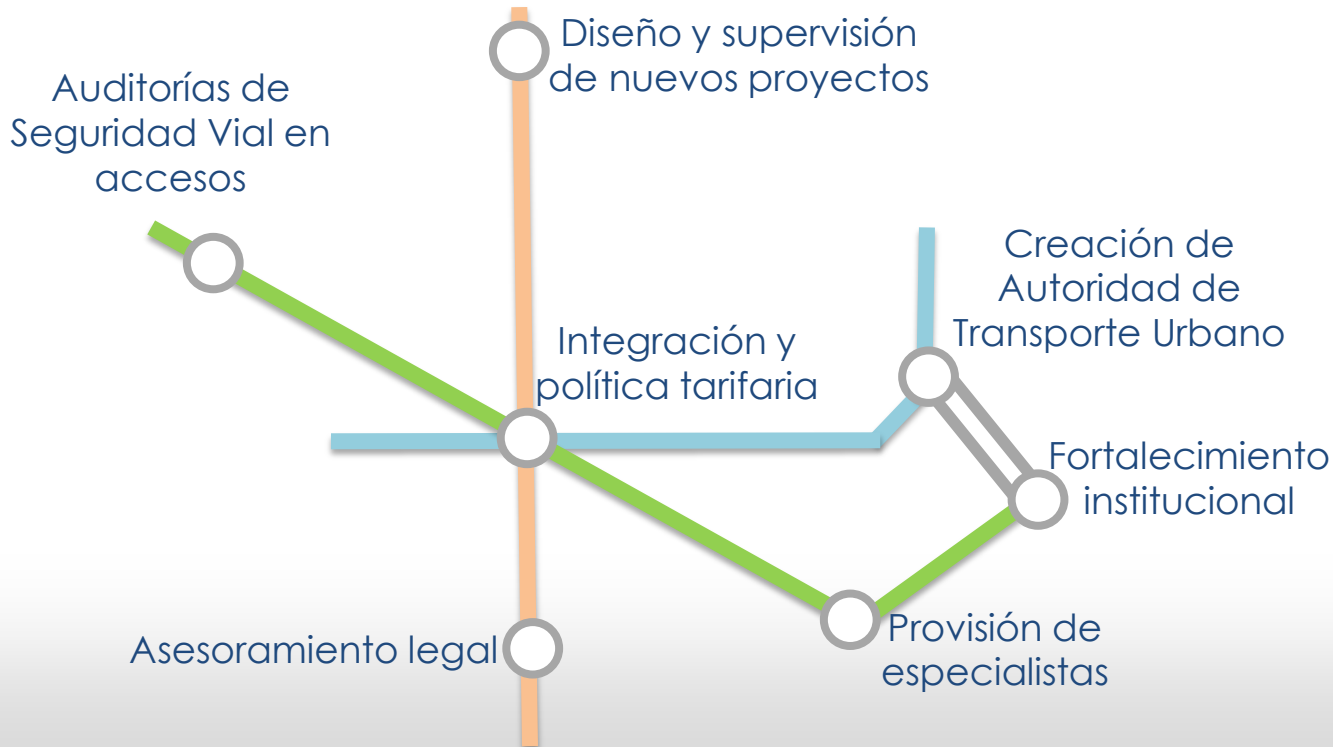 Diseño y supervisión
de nuevos proyectos
Auditorías de
Seguridad Vial en
accesos
Creación de
Autoridad de
Transporte Urbano
Integración y
política tarifaria
Fortalecimiento
institucional
Asesoramiento legal
Provisión de
especialistas